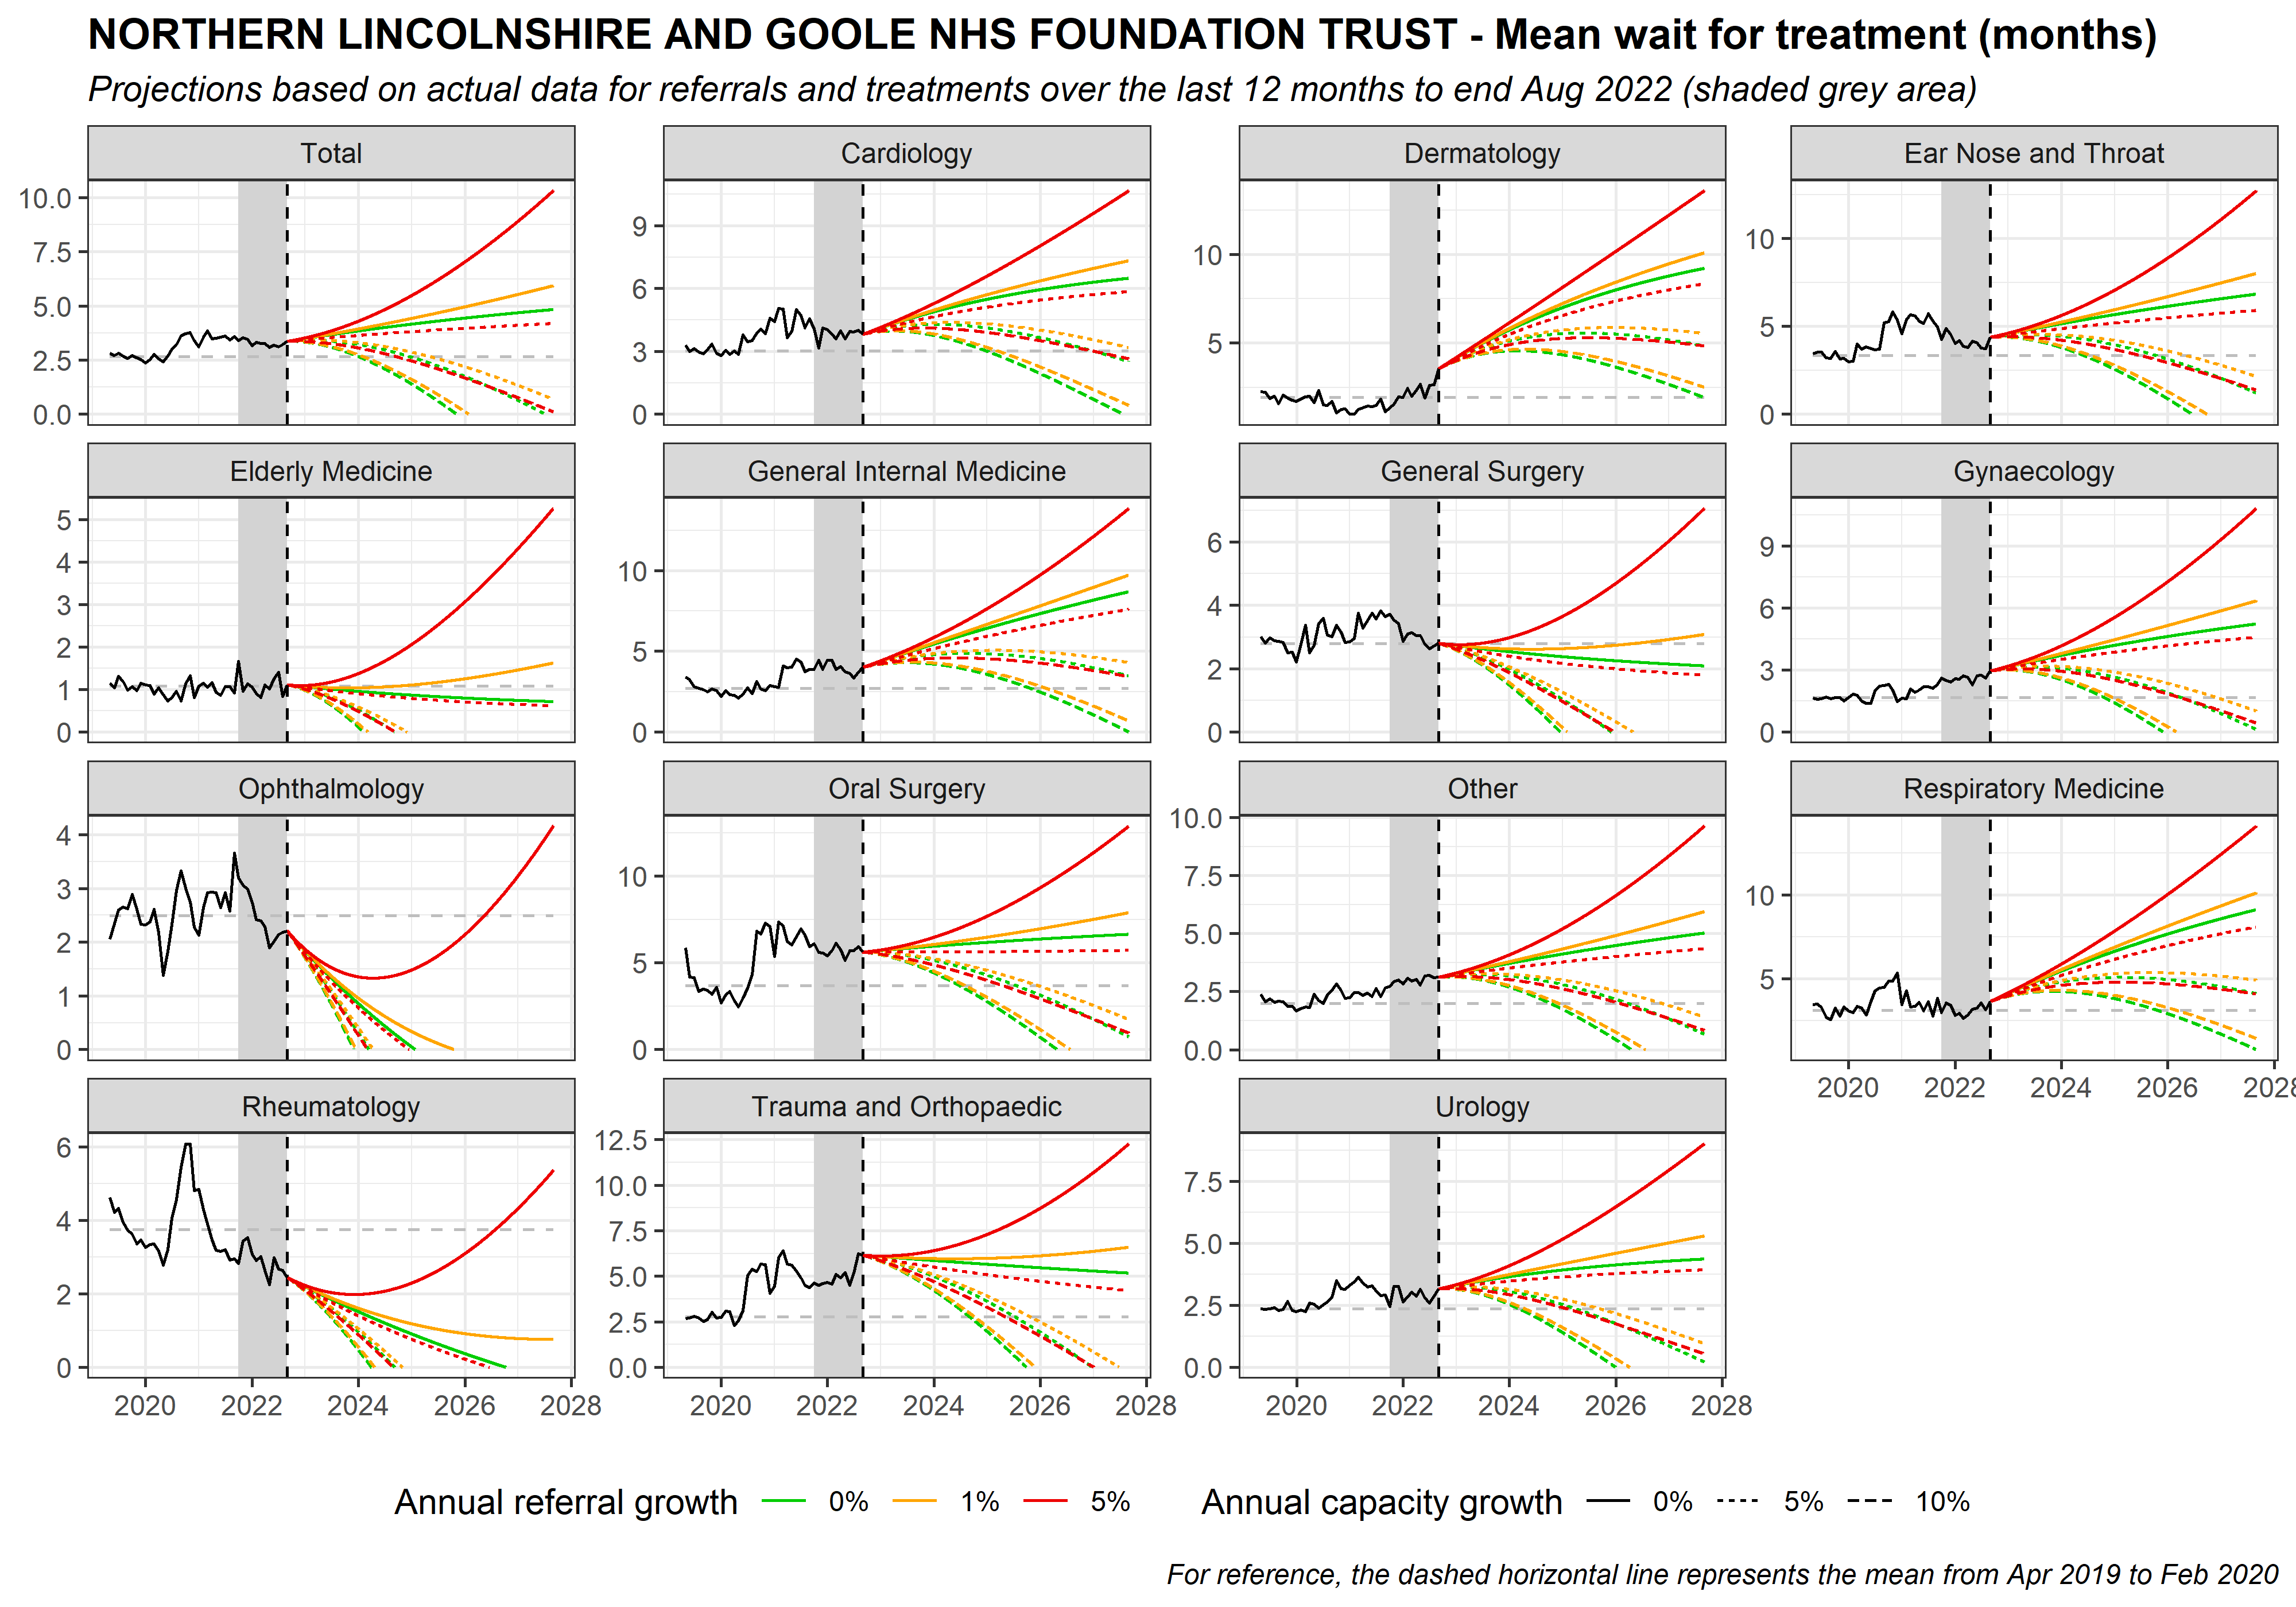 NORTHERN LINCOLNSHIRE AND GOOLE NHS FOUNDATION TRUST - Mean wait for treatment (months)
Projections based on actual data for referrals and treatments over the last 12 months to end Aug 2022 (shaded grey area)
Total
Cardiology
Dermatology
Ear Nose and Throat
10.0
7.5
5.0
2.5
0.0
9
6
3
0
10
5
10
5
0
Elderly Medicine
General Internal Medicine
General Surgery
Gynaecology
5
4
3
2
1
0
10
5
0
6
4
2
0
9
6
3
0
Ophthalmology
Oral Surgery
Other
Respiratory Medicine
4
3
2
1
0
10
5
0
10.0
7.5
5.0
2.5
0.0
10
5
2020 2022 2024 2026 2028
Rheumatology
Trauma and Orthopaedic
Urology
6
4
2
0
12.5
10.0
7.5
5.0
2.5
0.0
7.5
5.0
2.5
0.0
2020 2022 2024 2026 2028
2020 2022 2024 2026 2028
2020 2022 2024 2026 2028
Annual referral growth 0% 1% 5%
Annual capacity growth 0% 5% 10%
For reference, the dashed horizontal line represents the mean from Apr 2019 to Feb 2020